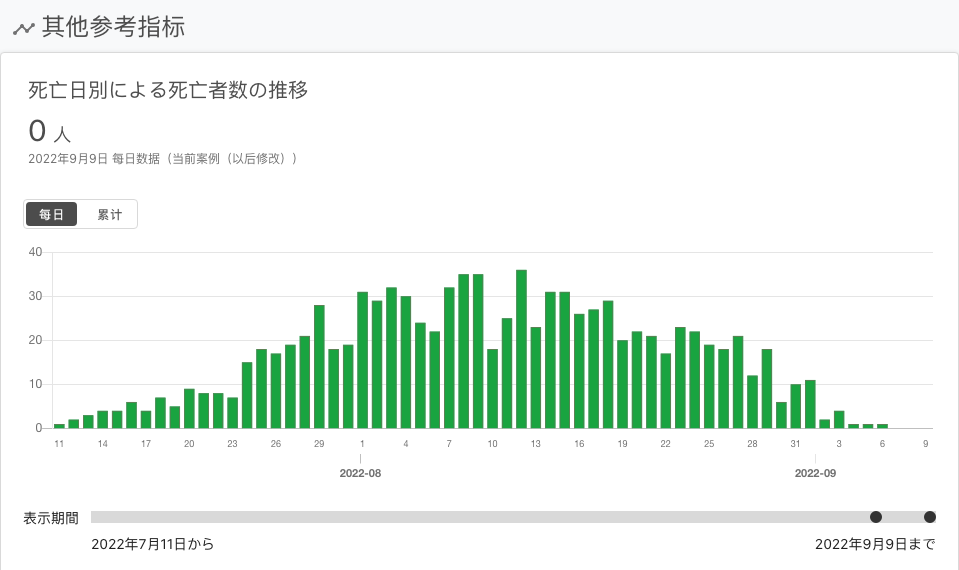 其他参考指标
死亡日別による死亡者数の推移
0 人
2022年9月9日 每日数据（当前案例（以后修改））
每日 累计
40
30
20
10
0
11 14 17 20 23 26 29 1 4 7 10 13 16 19 22 25 28 31 3 6 9
2022-08 2022-09
表示期間
2022年7月11日から 2022年9月9日まで